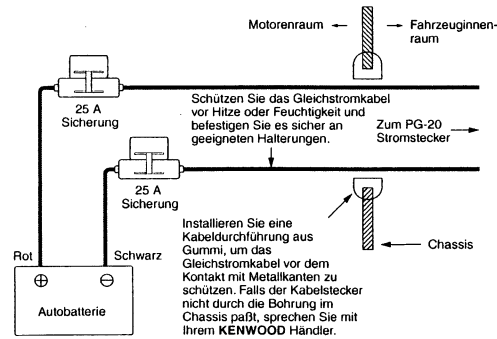 Motorenraum
Fahrzeuginnen-
raum
25 A
Sicherung
Schützen Sie das Gleichstromkabel
vor Hitze oder Feuchtigkeit und
befestigen Sie es sicher an
geeigneten Halterungen.
Zum PG-20
Stromstecker
25 A
Sicherung
Installieren Sie eine
Kabeldurchführung aus
Gummi, um das
Gleichstromkabel vor dem
Kontakt mit Metallkanten zu
schützen. Falls der Kabelstecker
nicht durch die Bohrung im
Chassis paßt, sprechen Sie mit
Ihrem KENWOOD Händler.
Chassis
Rot
Schwarz
Autobatterie